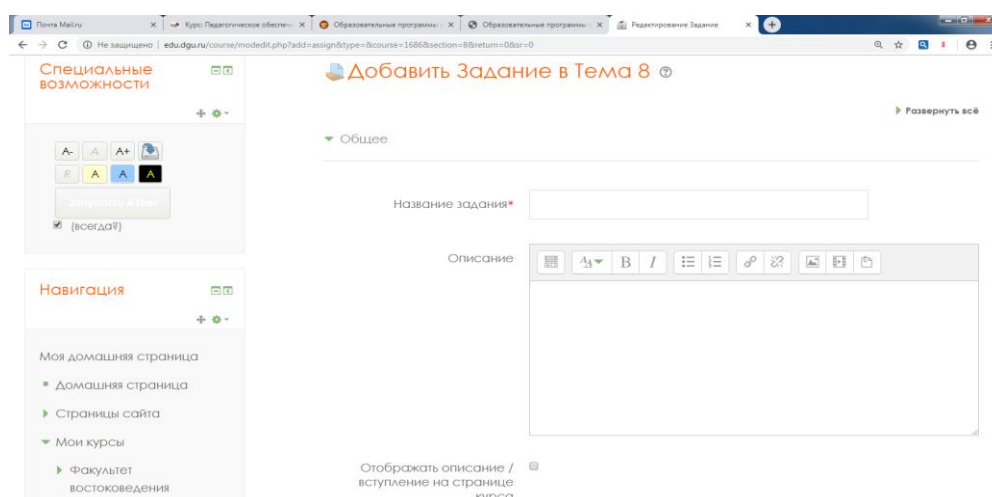 Почта Mail.ru
Курс: Педагогическое обеспеч
Образовательные программы
Образовательные программы
Редактирование Задание
Не защищено | edu.dgu.ru/course/modedit.php?add=assign&type=&course=1686&section=8&return=0&sr=0
Специальные
возможности
A- A A+
R A A A
(всегда?)
Навигация
Моя домашняя страница
Домашняя страница
Страницы сайта
Мои курсы
Факультет
востоковедения
Добавить Задание в Тема 8
Развернуть всё
Общее
Название задания*
Описание
B I
Отображать описание /
вступление на странице
курса